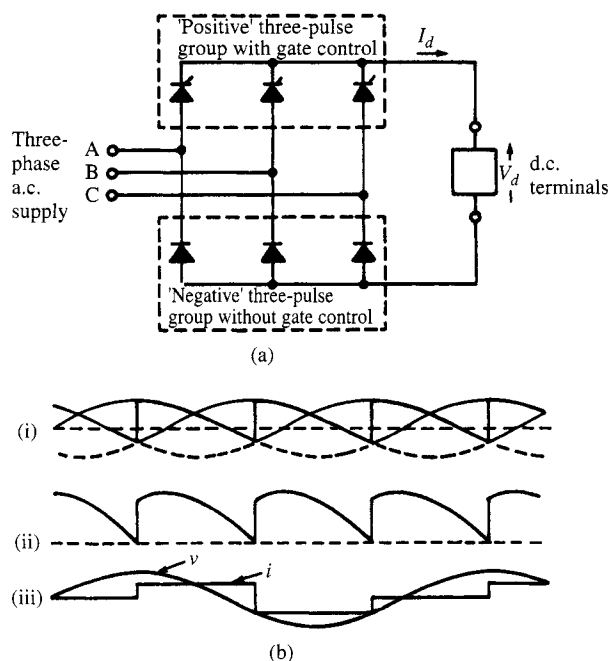 'Positive' three-pulse
group with gate control
I_d
Three-
phase
a.c.
supply
A
B
C
V_d
d.c.
terminals
'Negative' three-pulse
group without gate control
(a)
(i)
(ii)
v
i
(iii)
(b)